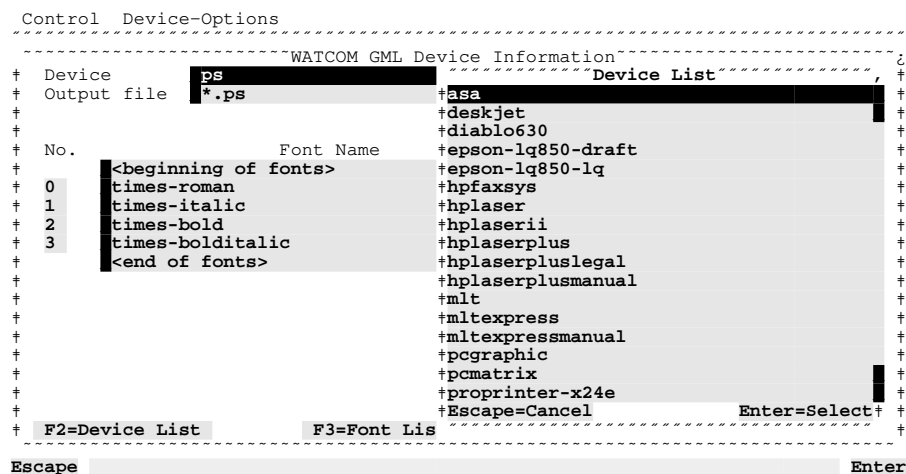 Control Device-Options
WATCOM GML Device Information
Device ps
Output file *.ps
No. Font Name
<beginning of fonts>
0 times-roman
1 times-italic
2 times-bold
3 times-bolditalic
<end of fonts>
F2=Device List F3=Font Lis
Device List
asa
deskjet
diablo630
epson-lq850-draft
epson-lq850-lq
hpfaxsys
hplaser
hplaserii
hplaserplus
hplaserpluslegal
hplaserplusmanual
mlt
mltexpress
mltexpressmanual
pcgraphic
pcmatrix
proprinter-x24e
Escape=Cancel Enter=Select
Escape Enter